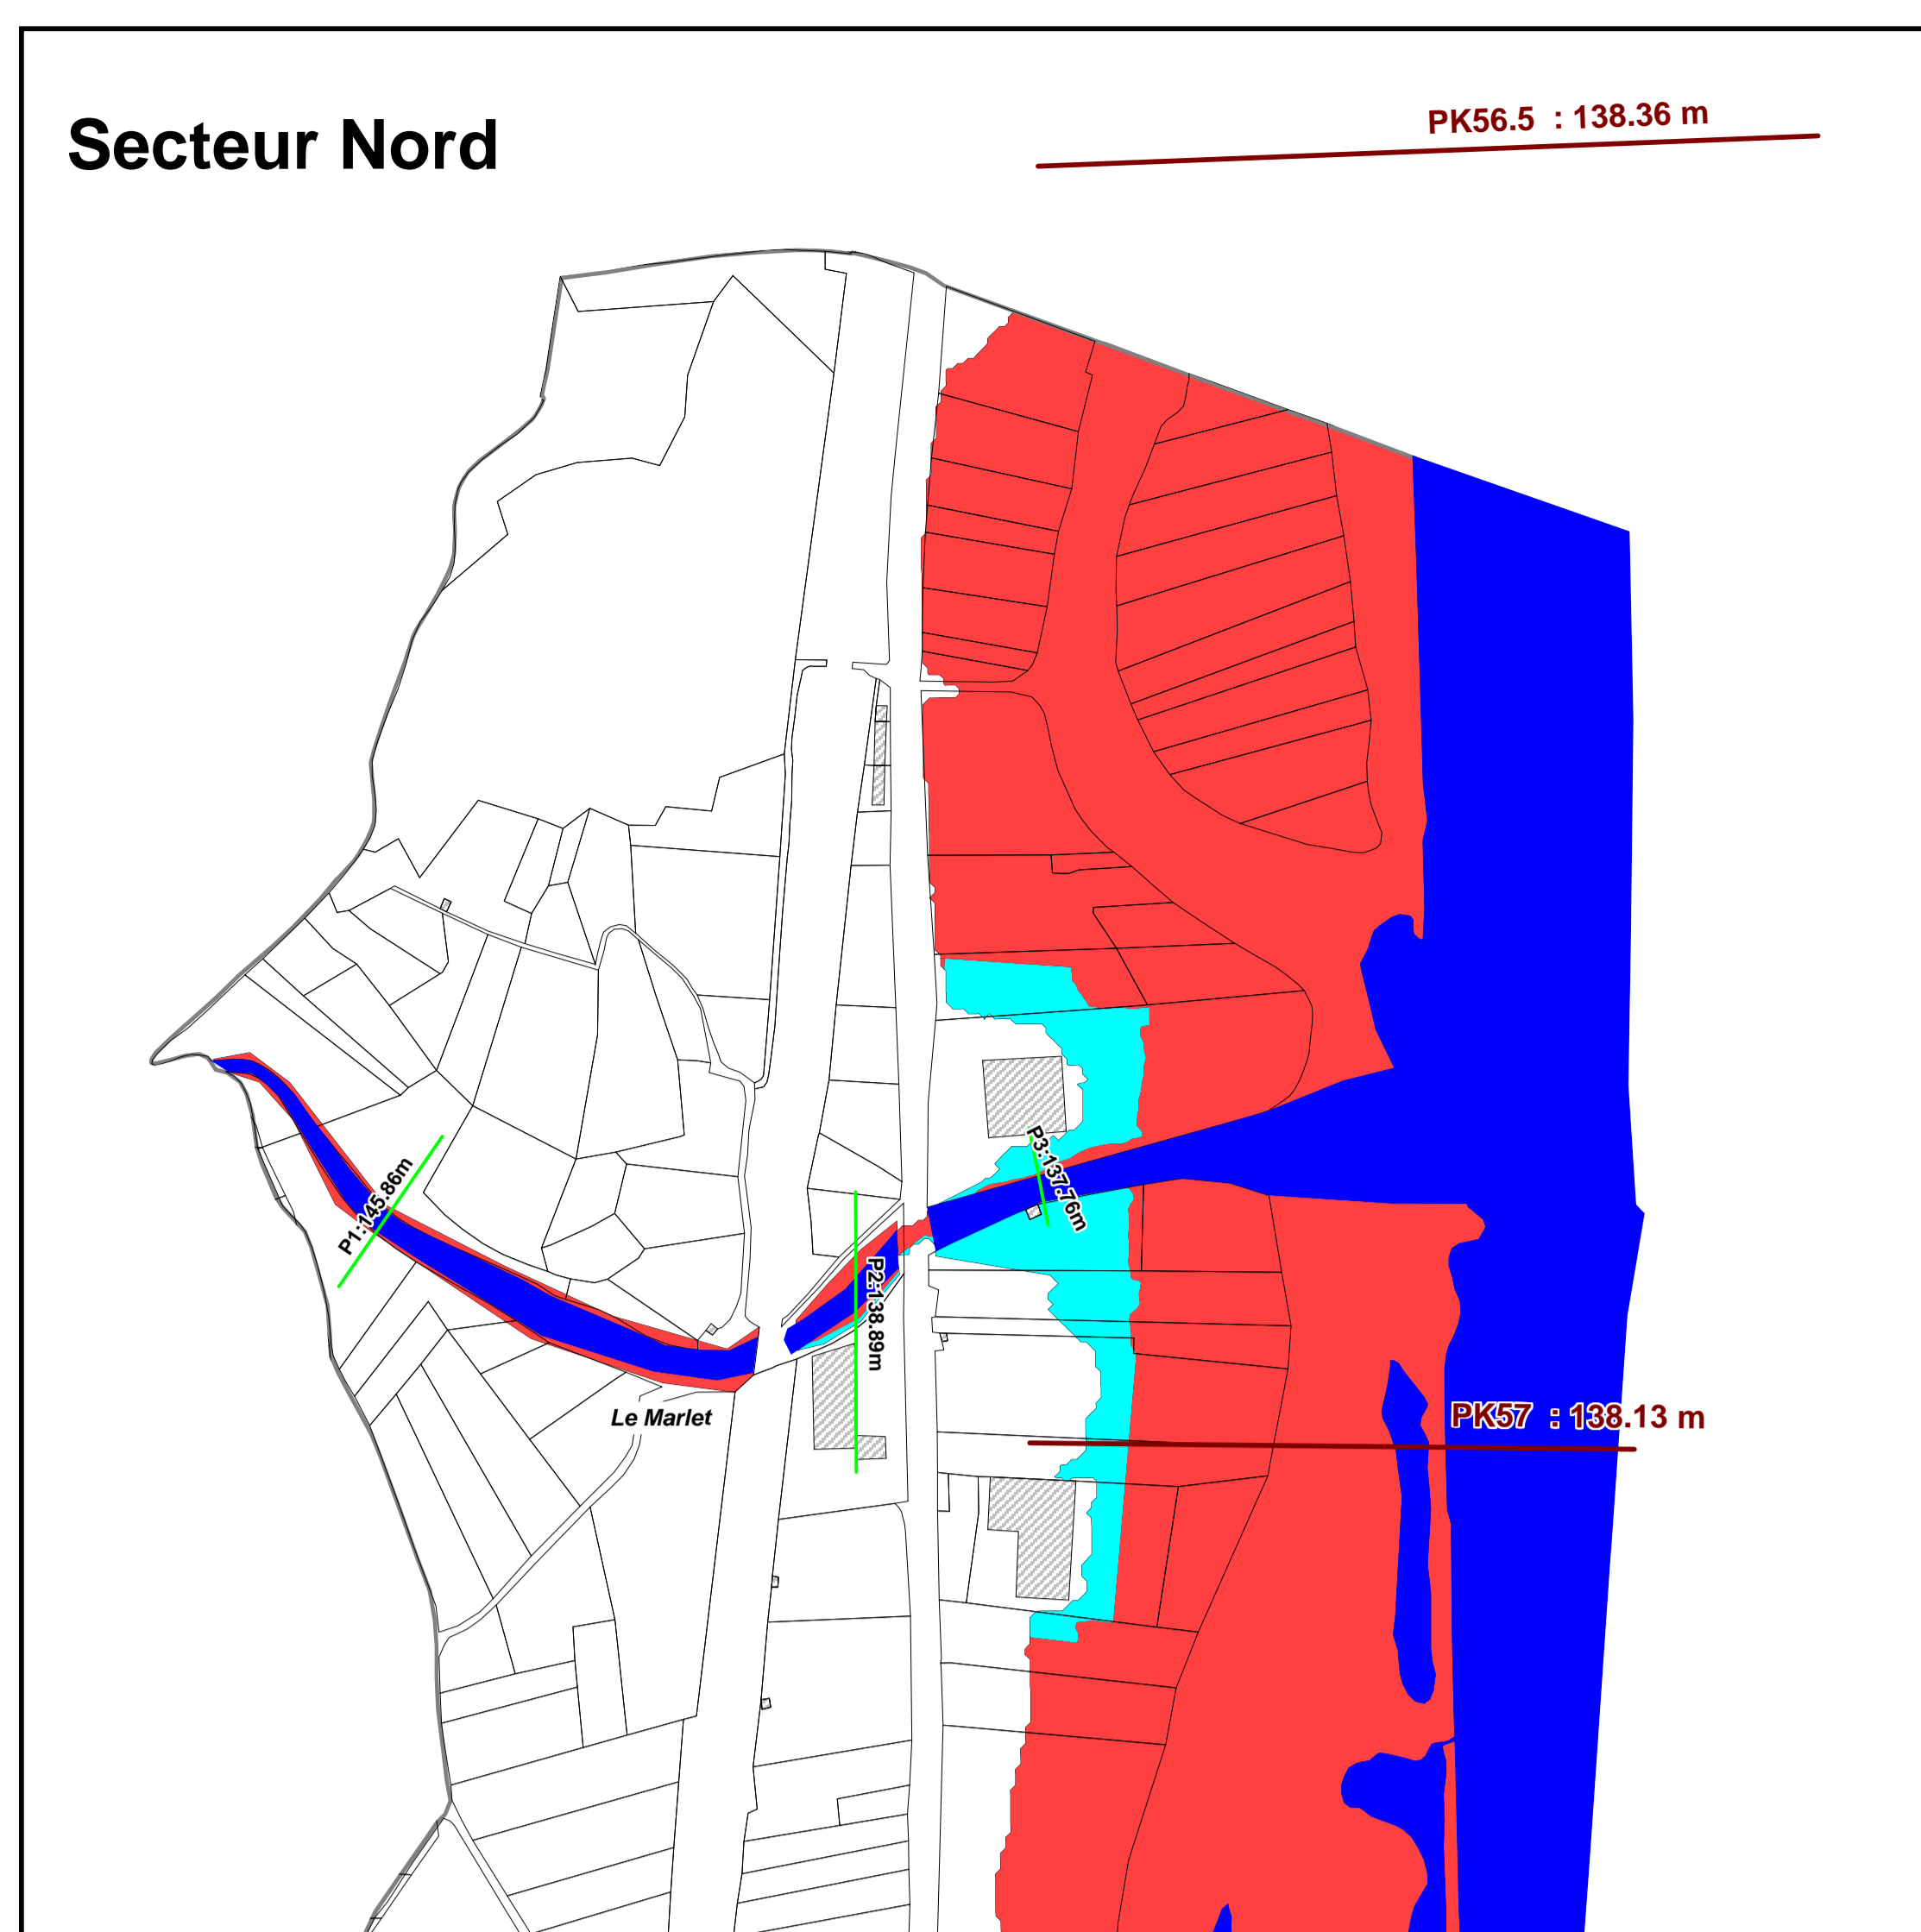 Secteur Nord
PK56.5 : 138.36 m
P1:145.86m
P2:138.89m
P3:137.76m
Le Marlet
PK57 : 138.13 m